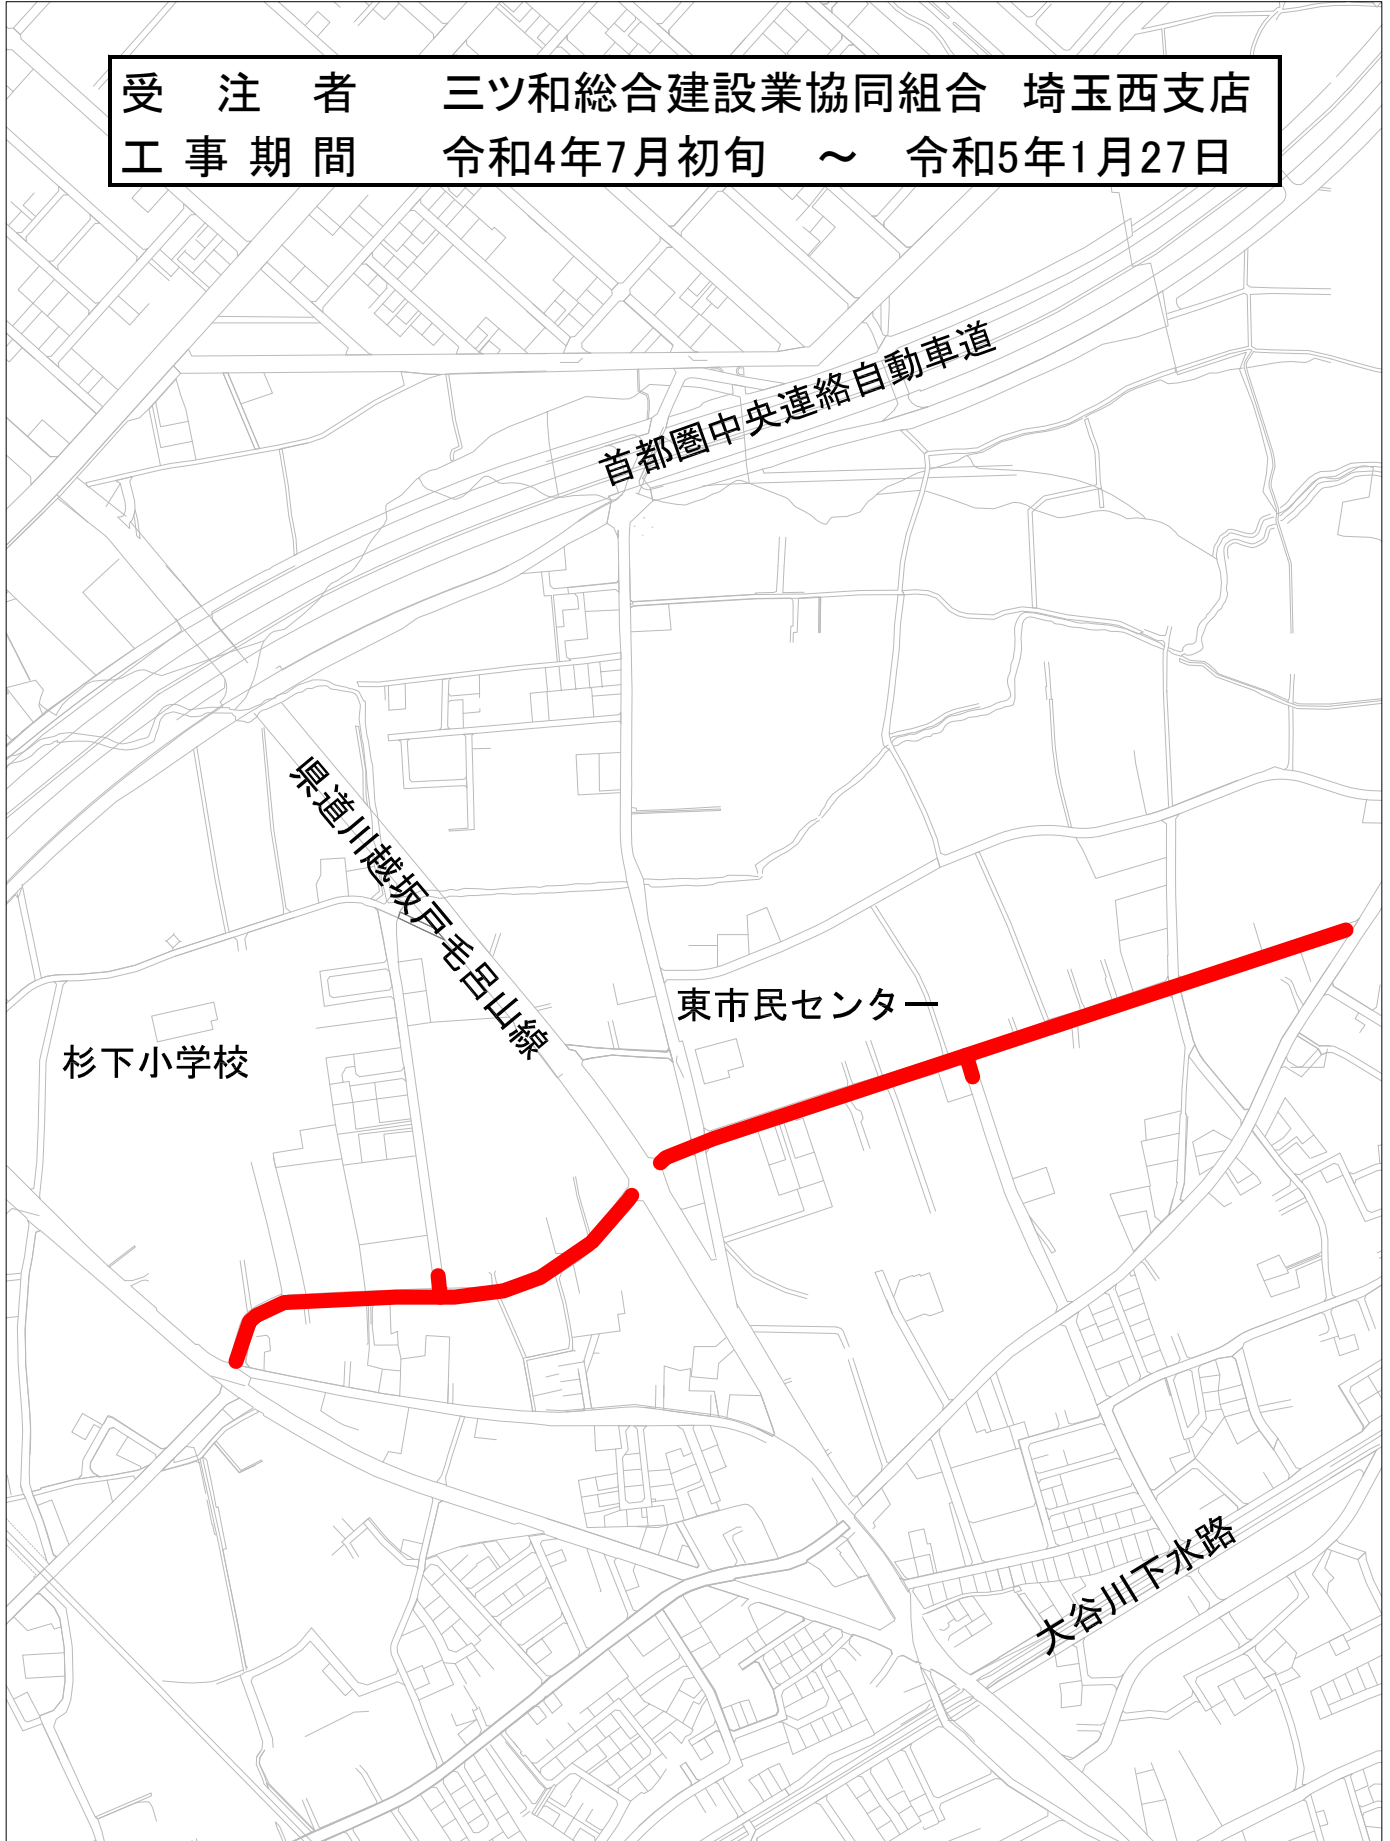 受注者 三ツ和総合建設業協同組合 埼玉西支店
工事期間 令和4年7月初旬 ～ 令和5年1月27日
首都圏中央連絡自動車道
県道川越坂戸毛呂山線
東市民センター
杉下小学校
大谷川下水路